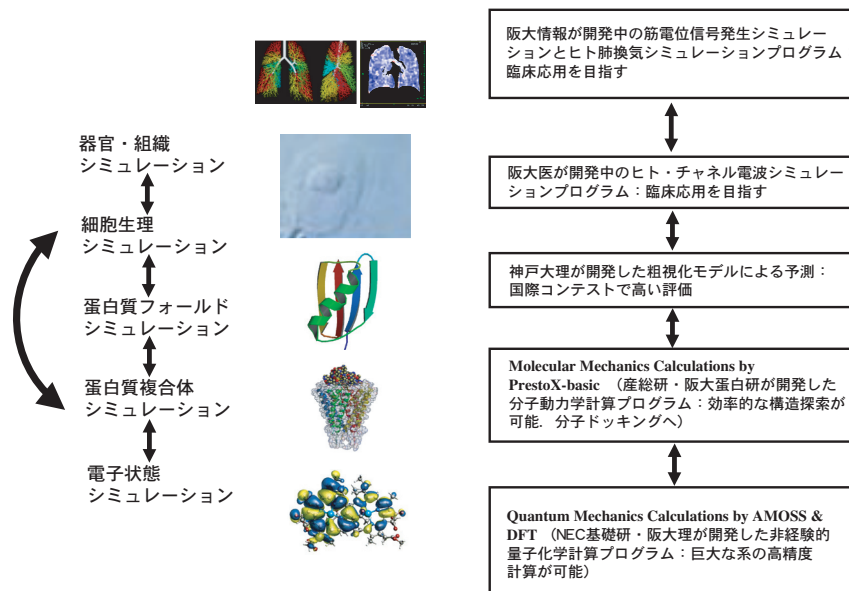 器官・組織
シミュレーション
細胞生理
シミュレーション
蛋白質フォールド
シミュレーション
蛋白質複合体
シミュレーション
電子状態
シミュレーション
阪大情報が開発中の筋電位信号発生シミュレー
ションとヒト肺換気シミュレーションプログラム
臨床応用を目指す
阪大医が開発中のヒト・チャネル電波シミュレー
ションプログラム：臨床応用を目指す
神戸大理が開発した粗視化モデルによる予測：
国際コンテストで高い評価
Molecular Mechanics Calculations by
PrestoX-basic （産総研・阪大蛋白研が開発した
分子動力学計算プログラム：効率的な構造探索が
可能．分子ドッキングへ）
Quantum Mechanics Calculations by AMOSS &
DFT （NEC基礎研・阪大理が開発した非経験的
量子化学計算プログラム：巨大な系の高精度
計算が可能）